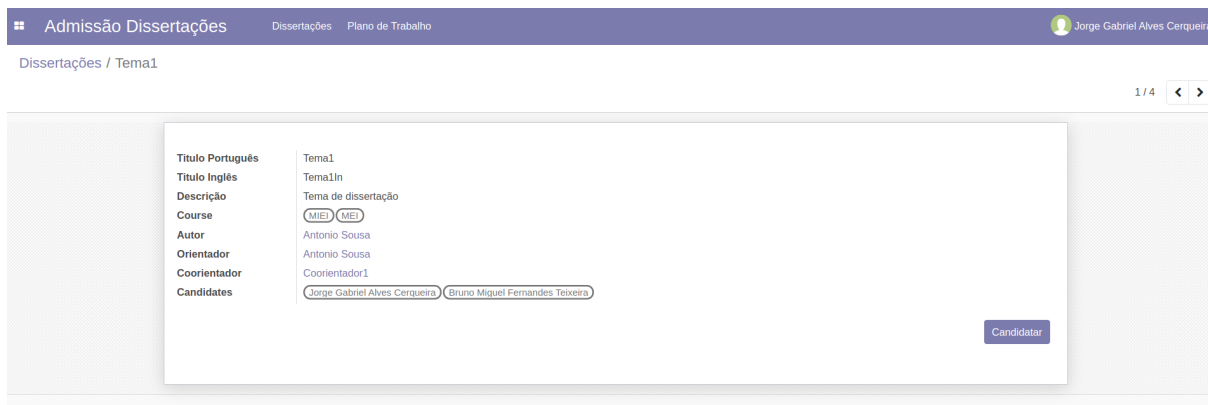 Admissão Dissertações Dissertações Plano de Trabalho Jorge Gabriel Alves Cerqueira
Dissertações / Tema1
1 / 4
Titulo Português Tema1
Titulo Inglês Tema1In
Descrição Tema de dissertação
Course MIEI MEI
Autor Antonio Sousa
Orientador Antonio Sousa
Coorientador Coorientador1
Candidates Jorge Gabriel Alves Cerqueira Bruno Miguel Fernandes Teixeira
Candidatar